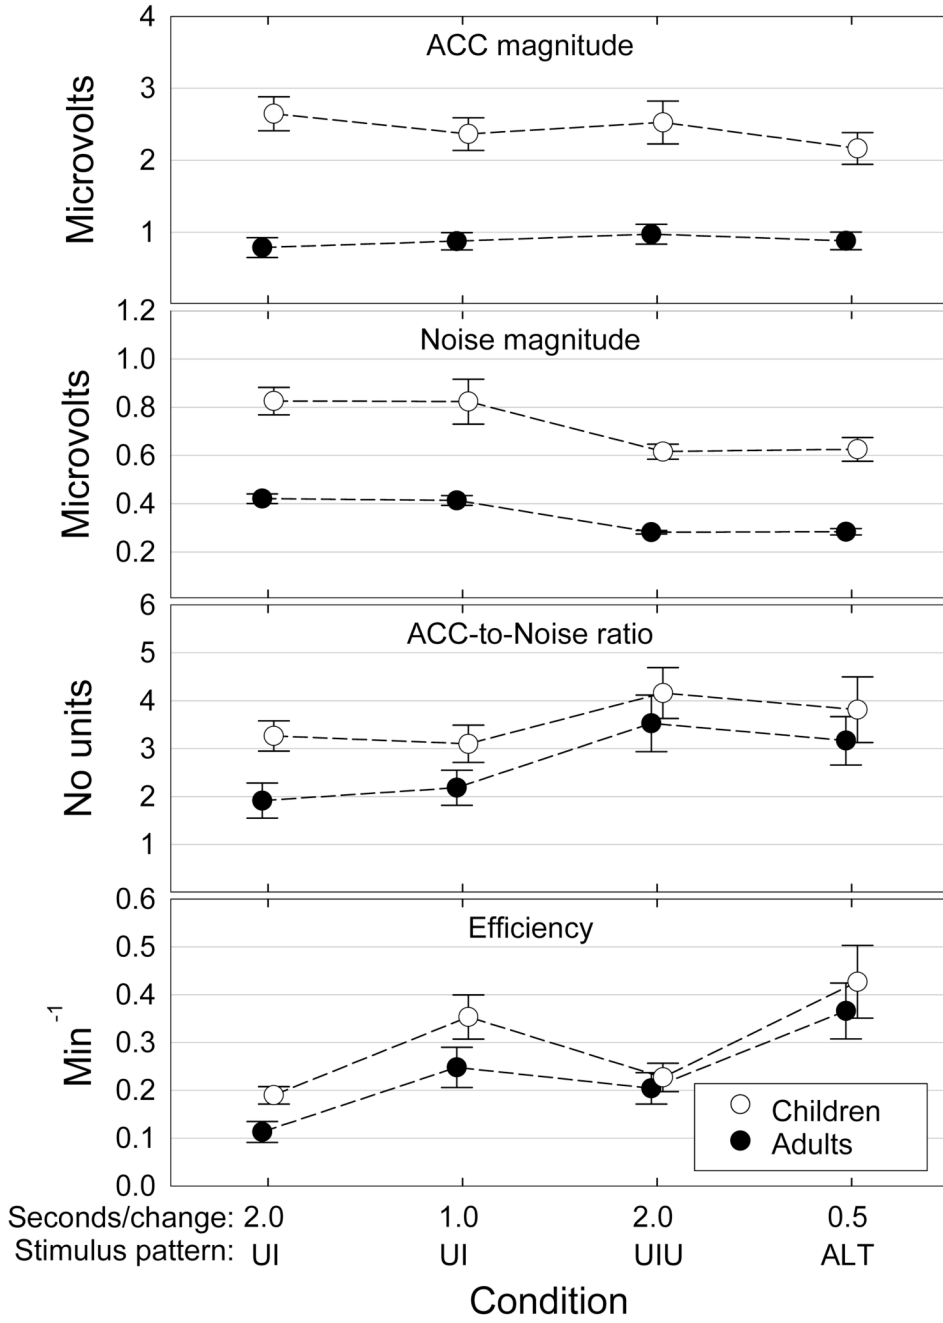 4
ACC magnitude
3
2
1
Microvolts
1.2
Noise magnitude
1.0
0.8
0.6
0.4
0.2
Microvolts
6
ACC-to-Noise ratio
5
4
3
2
1
No units
0.6
Efficiency
0.5
0.4
0.3
0.2
0.1
0.0
Min⁻¹
Children
Adults
Seconds/change: 2.0 1.0 2.0 0.5
Stimulus pattern: UI UI UIU ALT
Condition